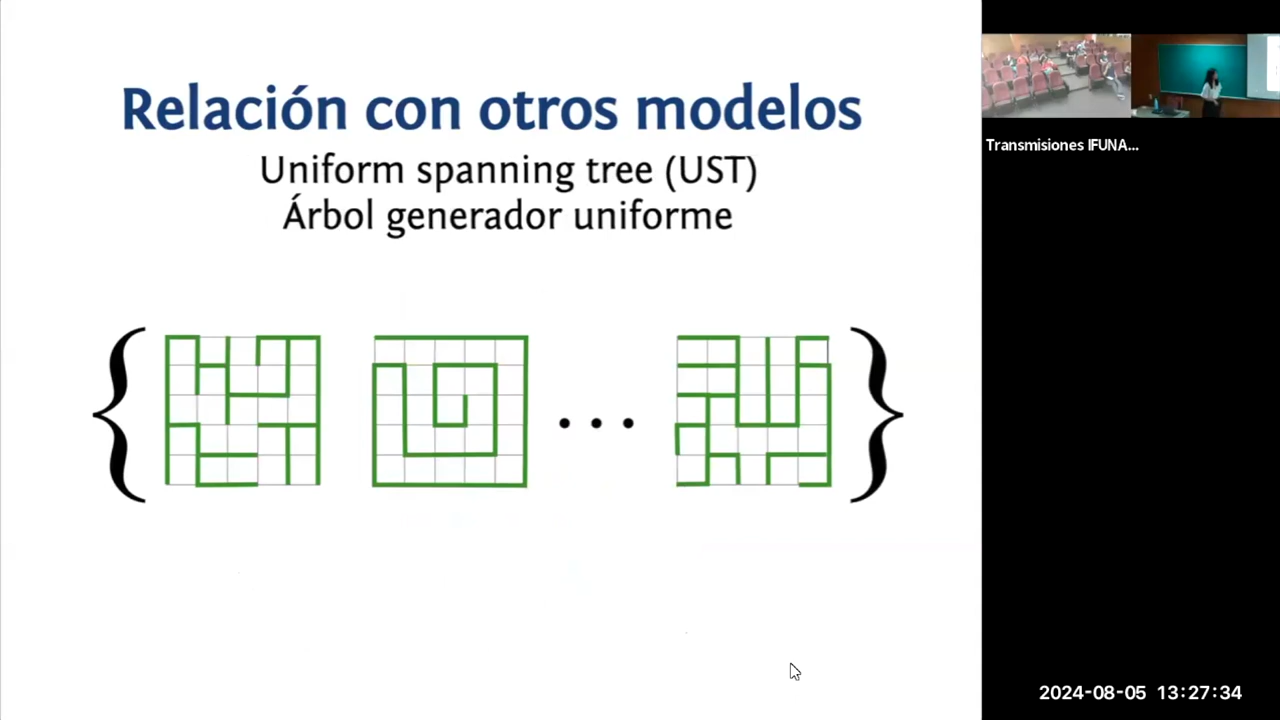 Relación con otros modelos
Uniform spanning tree (UST)
Árbol generador uniforme
Transmisiones IFUNA...
2024-08-05 13:27:34